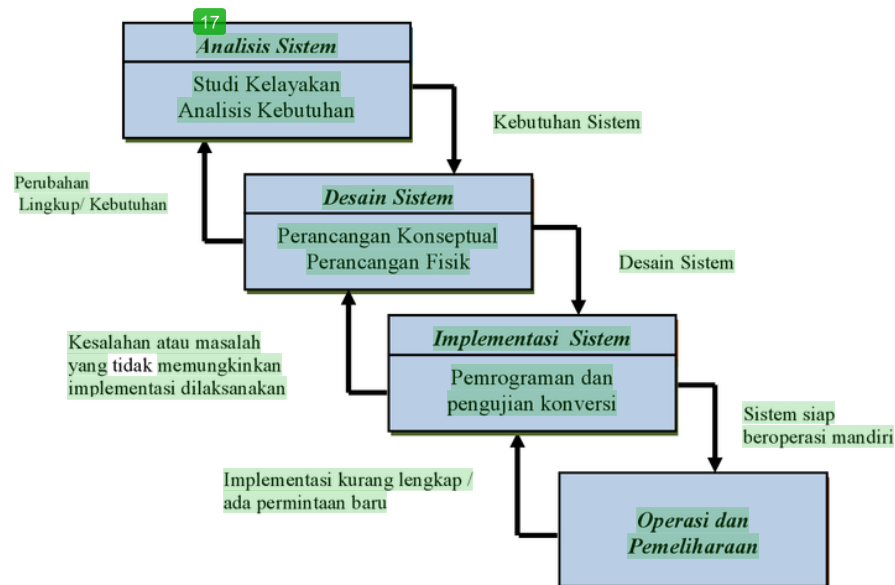 17
Analisis Sistem
Studi Kelayakan
Analisis Kebutuhan
Kebutuhan Sistem
Perubahan
Lingkup/ Kebutuhan
Desain Sistem
Perancangan Konseptual
Perancangan Fisik
Desain Sistem
Kesalahan atau masalah
yang tidak memungkinkan
implementasi dilaksanakan
Implementasi Sistem
Pemrograman dan
pengujian konversi
Sistem siap
beroperasi mandiri
Implementasi kurang lengkap /
ada permintaan baru
Operasi dan
Pemeliharaan